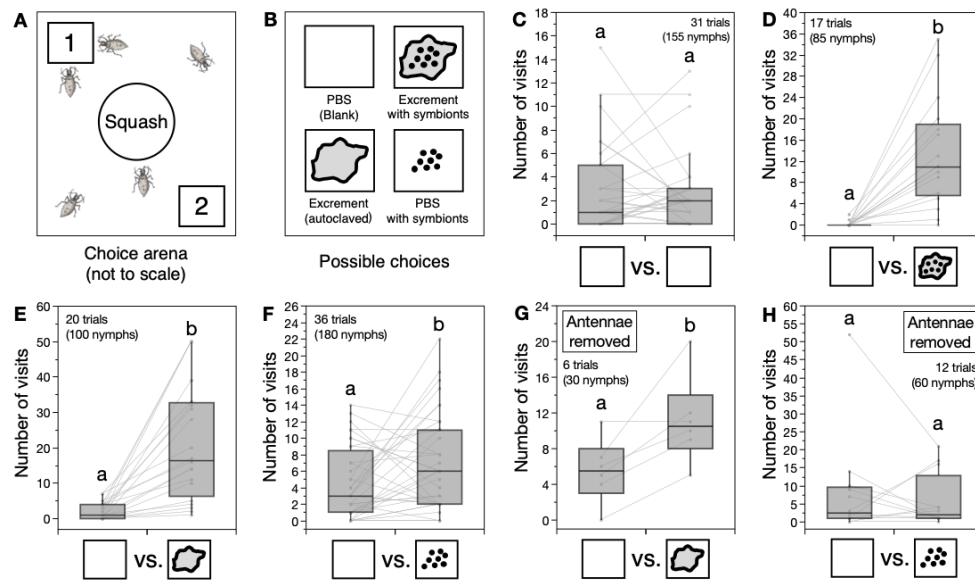 A
1
Squash
2
Choice arena
(not to scale)
B
PBS
(Blank)
Excrement
with symbionts
Excrement
(autoclaved)
PBS
with symbionts
Possible choices
C
Number of visits
18
16
14
12
10
8
6
4
2
0
31 trials
(155 nymphs)
a
a
vs.
D
Number of visits
40
36
32
28
24
20
16
12
8
4
0
17 trials
(85 nymphs)
a
b
vs.
E
Number of visits
60
50
40
30
20
10
0
20 trials
(100 nymphs)
a
b
vs.
F
Number of visits
26
24
22
20
18
16
14
12
10
8
6
4
2
0
36 trials
(180 nymphs)
a
b
vs.
G
Number of visits
24
20
16
12
8
4
0
Antennae
removed
6 trials
(30 nymphs)
a
b
vs.
H
Number of visits
60
55
50
45
40
35
30
25
20
15
10
5
0
Antennae
removed
12 trials
(60 nymphs)
a
a
vs.